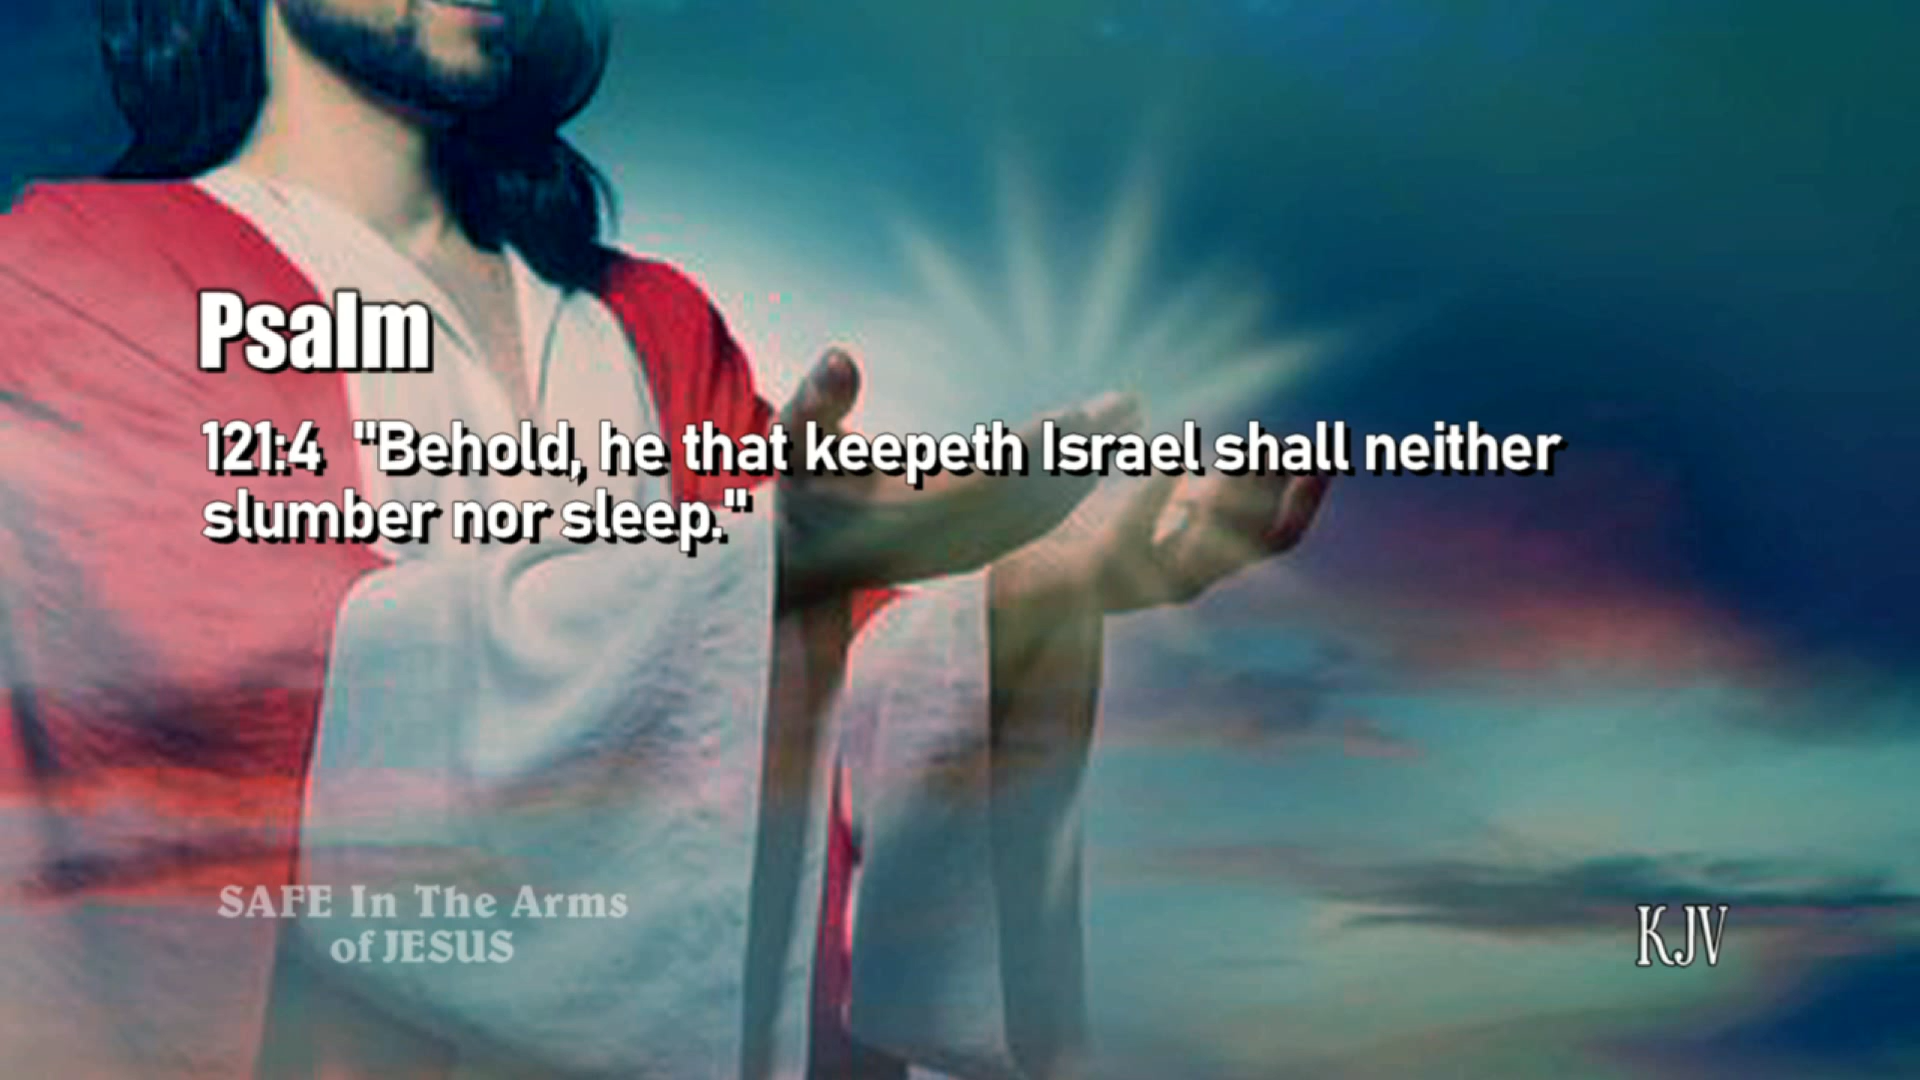 Psalm
121:4 "Behold, he that keepeth Israel shall neither
slumber nor sleep."
SAFE In The Arms
of JESUS
KJV